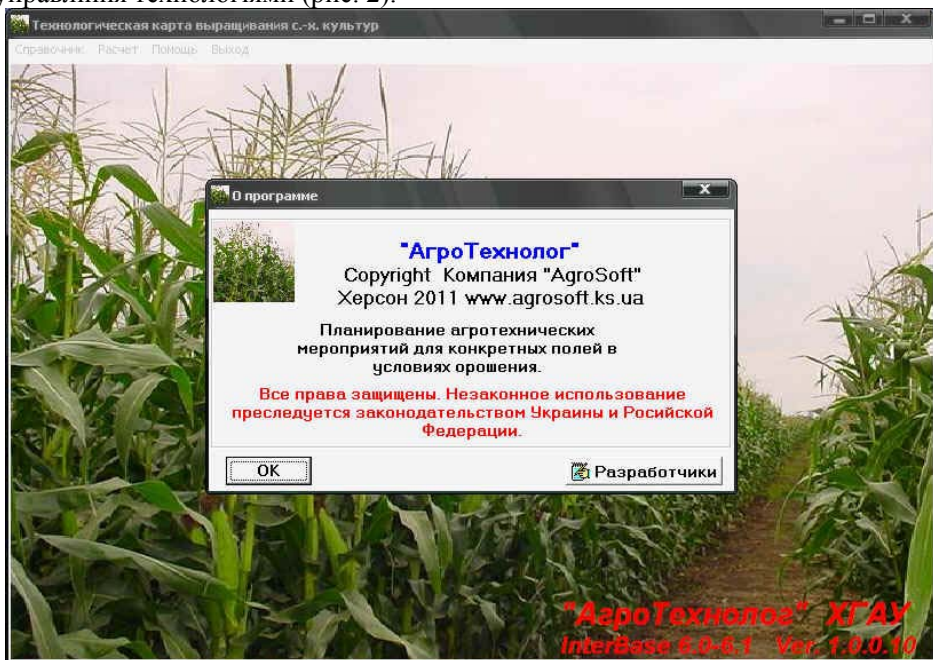 управлиния технологиями (рис. 2).
Технологическая карта выращивания с.-х. культур
Справочник Расчет Помощь Выход
О программе
"АгроТехнолог"
Copyright Компания "AgroSoft"
Херсон 2011 www.agrosoft.ks.ua
Планирование агротехнических
мероприятий для конкретных полей в
условиях орошения.
Все права защищены. Незаконное использование
преследуется законодательством Украины и Росийской
Федерации.
OK
Разработчики
"АгроТехнолог" ХГАУ
InterBase 6.0-6.1 Ver. 1.0.0.10